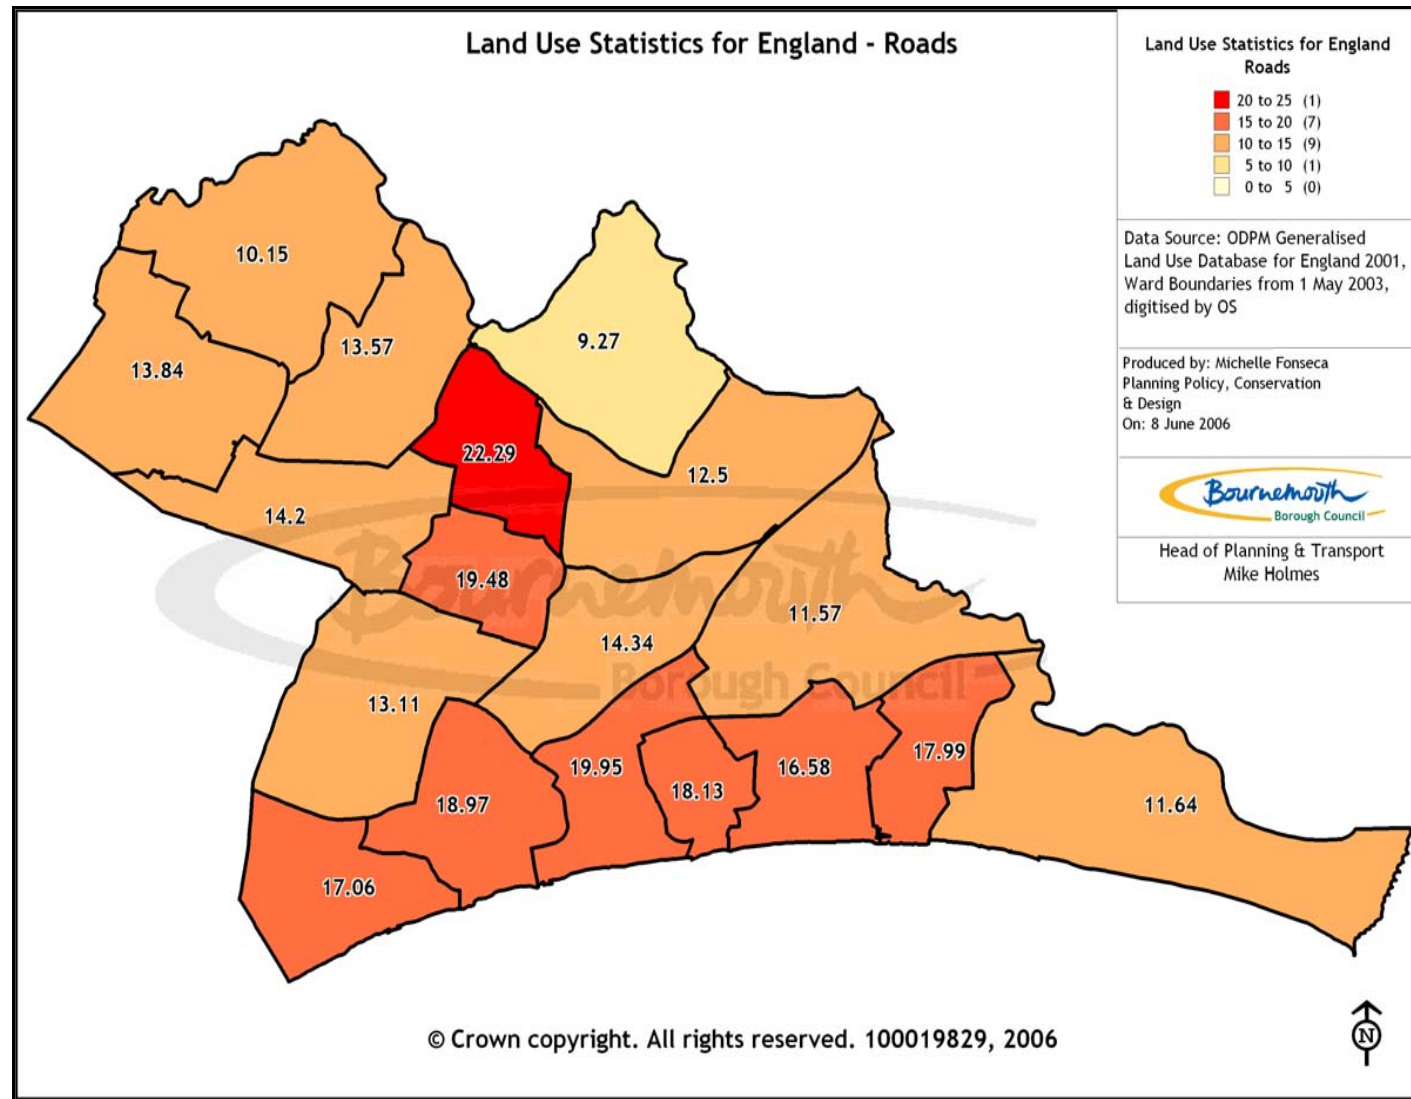 Land Use Statistics for England - Roads
Land Use Statistics for England
Roads
20 to 25 (1)
15 to 20 (7)
10 to 15 (9)
5 to 10 (1)
0 to 5 (0)
Data Source: ODPM Generalised
Land Use Database for England 2001,
Ward Boundaries from 1 May 2003,
digitised by OS
Produced by: Michelle Fonseca
Planning Policy, Conservation
& Design
On: 8 June 2006
Bournemouth
Borough Council
Head of Planning & Transport
Mike Holmes
10.15
9.27
13.57
13.84
22.29
12.5
14.2
Bournemouth
19.48
11.57
14.34
Borough Council
13.11
17.99
19.95
16.58
18.13
18.97
11.64
17.06
© Crown copyright. All rights reserved. 100019829, 2006
N